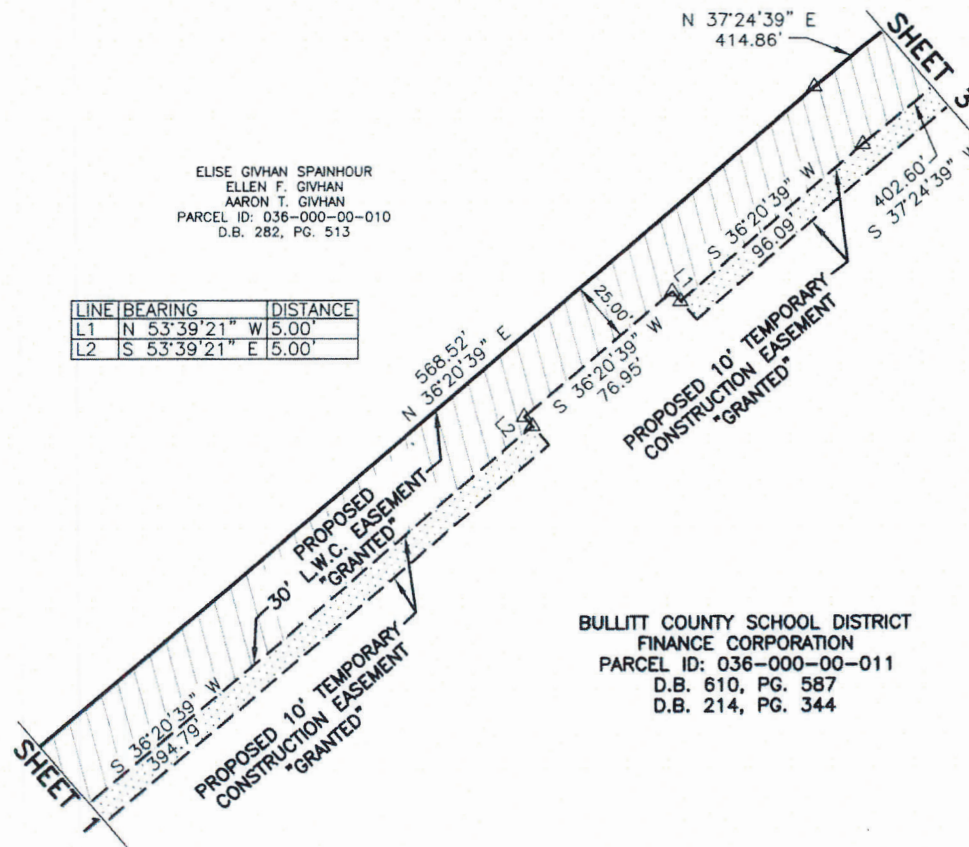 N 37°24'39" E
414.86'
SHEET 3
ELISE GIVHAN SPAINHOUR
ELLEN F. GIVHAN
AARON T. GIVHAN
PARCEL ID: 036-000-00-010
D.B. 282, PG. 513
402.60'
S 37°24'39" W
S 36°20'39" W
96.09'
L1
25.00'
LINE BEARING DISTANCE
L1 N 53°39'21" W 5.00'
L2 S 53°39'21" E 5.00'
568.52'
N 36°20'39" E
S 36°20'39" W
76.95'
L2
PROPOSED 10' TEMPORARY
CONSTRUCTION EASEMENT
"GRANTED"
30' PROPOSED
L.W.C. EASEMENT
"GRANTED"
BULLITT COUNTY SCHOOL DISTRICT
FINANCE CORPORATION
PARCEL ID: 036-000-00-011
D.B. 610, PG. 587
D.B. 214, PG. 344
S 36°20'39" W
394.79'
PROPOSED 10' TEMPORARY
CONSTRUCTION EASEMENT
"GRANTED"
SHEET 1